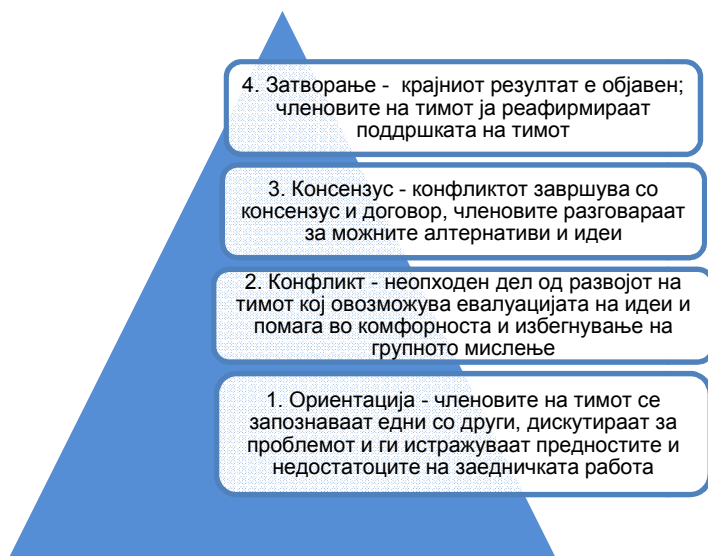 4. Затворање - крајниот резултат е објавен;
членовите на тимот ја реафирмираат
поддршката на тимот
3. Консензус - конфликтот завршува со
консензус и договор, членовите разговараат
за можните алтернативи и идеи
2. Конфликт - неопходен дел од развојот на
тимот кој овозможува евалуацијата на идеи и
помага во комфорноста и избегнување на
групното мислење
1. Ориентација - членовите на тимот се
запознаваат едни со други, дискутираат за
проблемот и ги истражуваат предностите и
недостатоците на заедничката работа